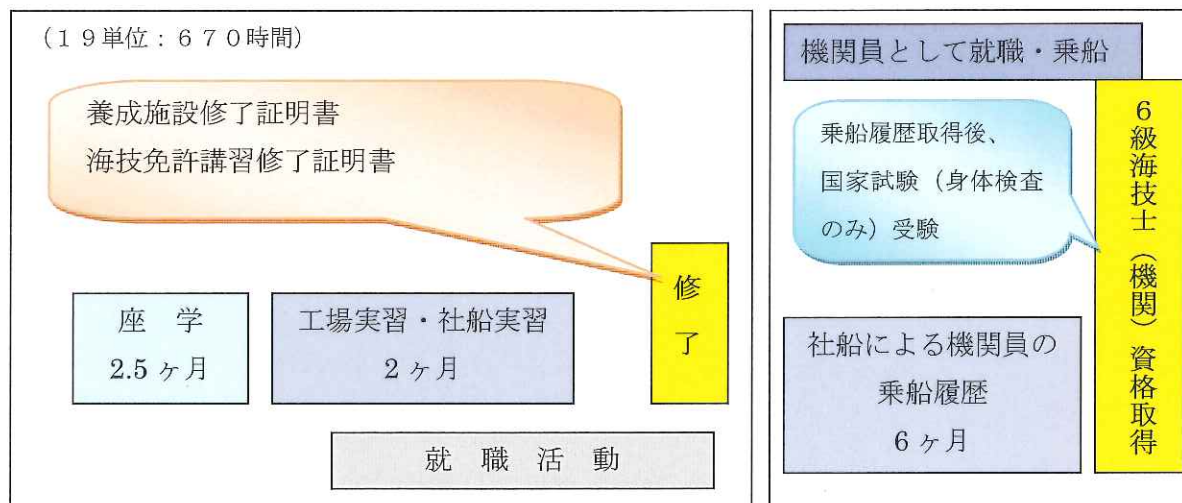 （１９単位：６７０時間）
養成施設修了証明書
海技免許講習修了証明書
修了
座　学
2.5 ヶ月
工場実習・社船実習
2 ヶ月
就　職　活　動
機関員として就職・乗船
乗船履歴取得後、
国家試験（身体検査
のみ）受験
6級海技士（機関）資格取得
社船による機関員の
乗船履歴
6 ヶ月